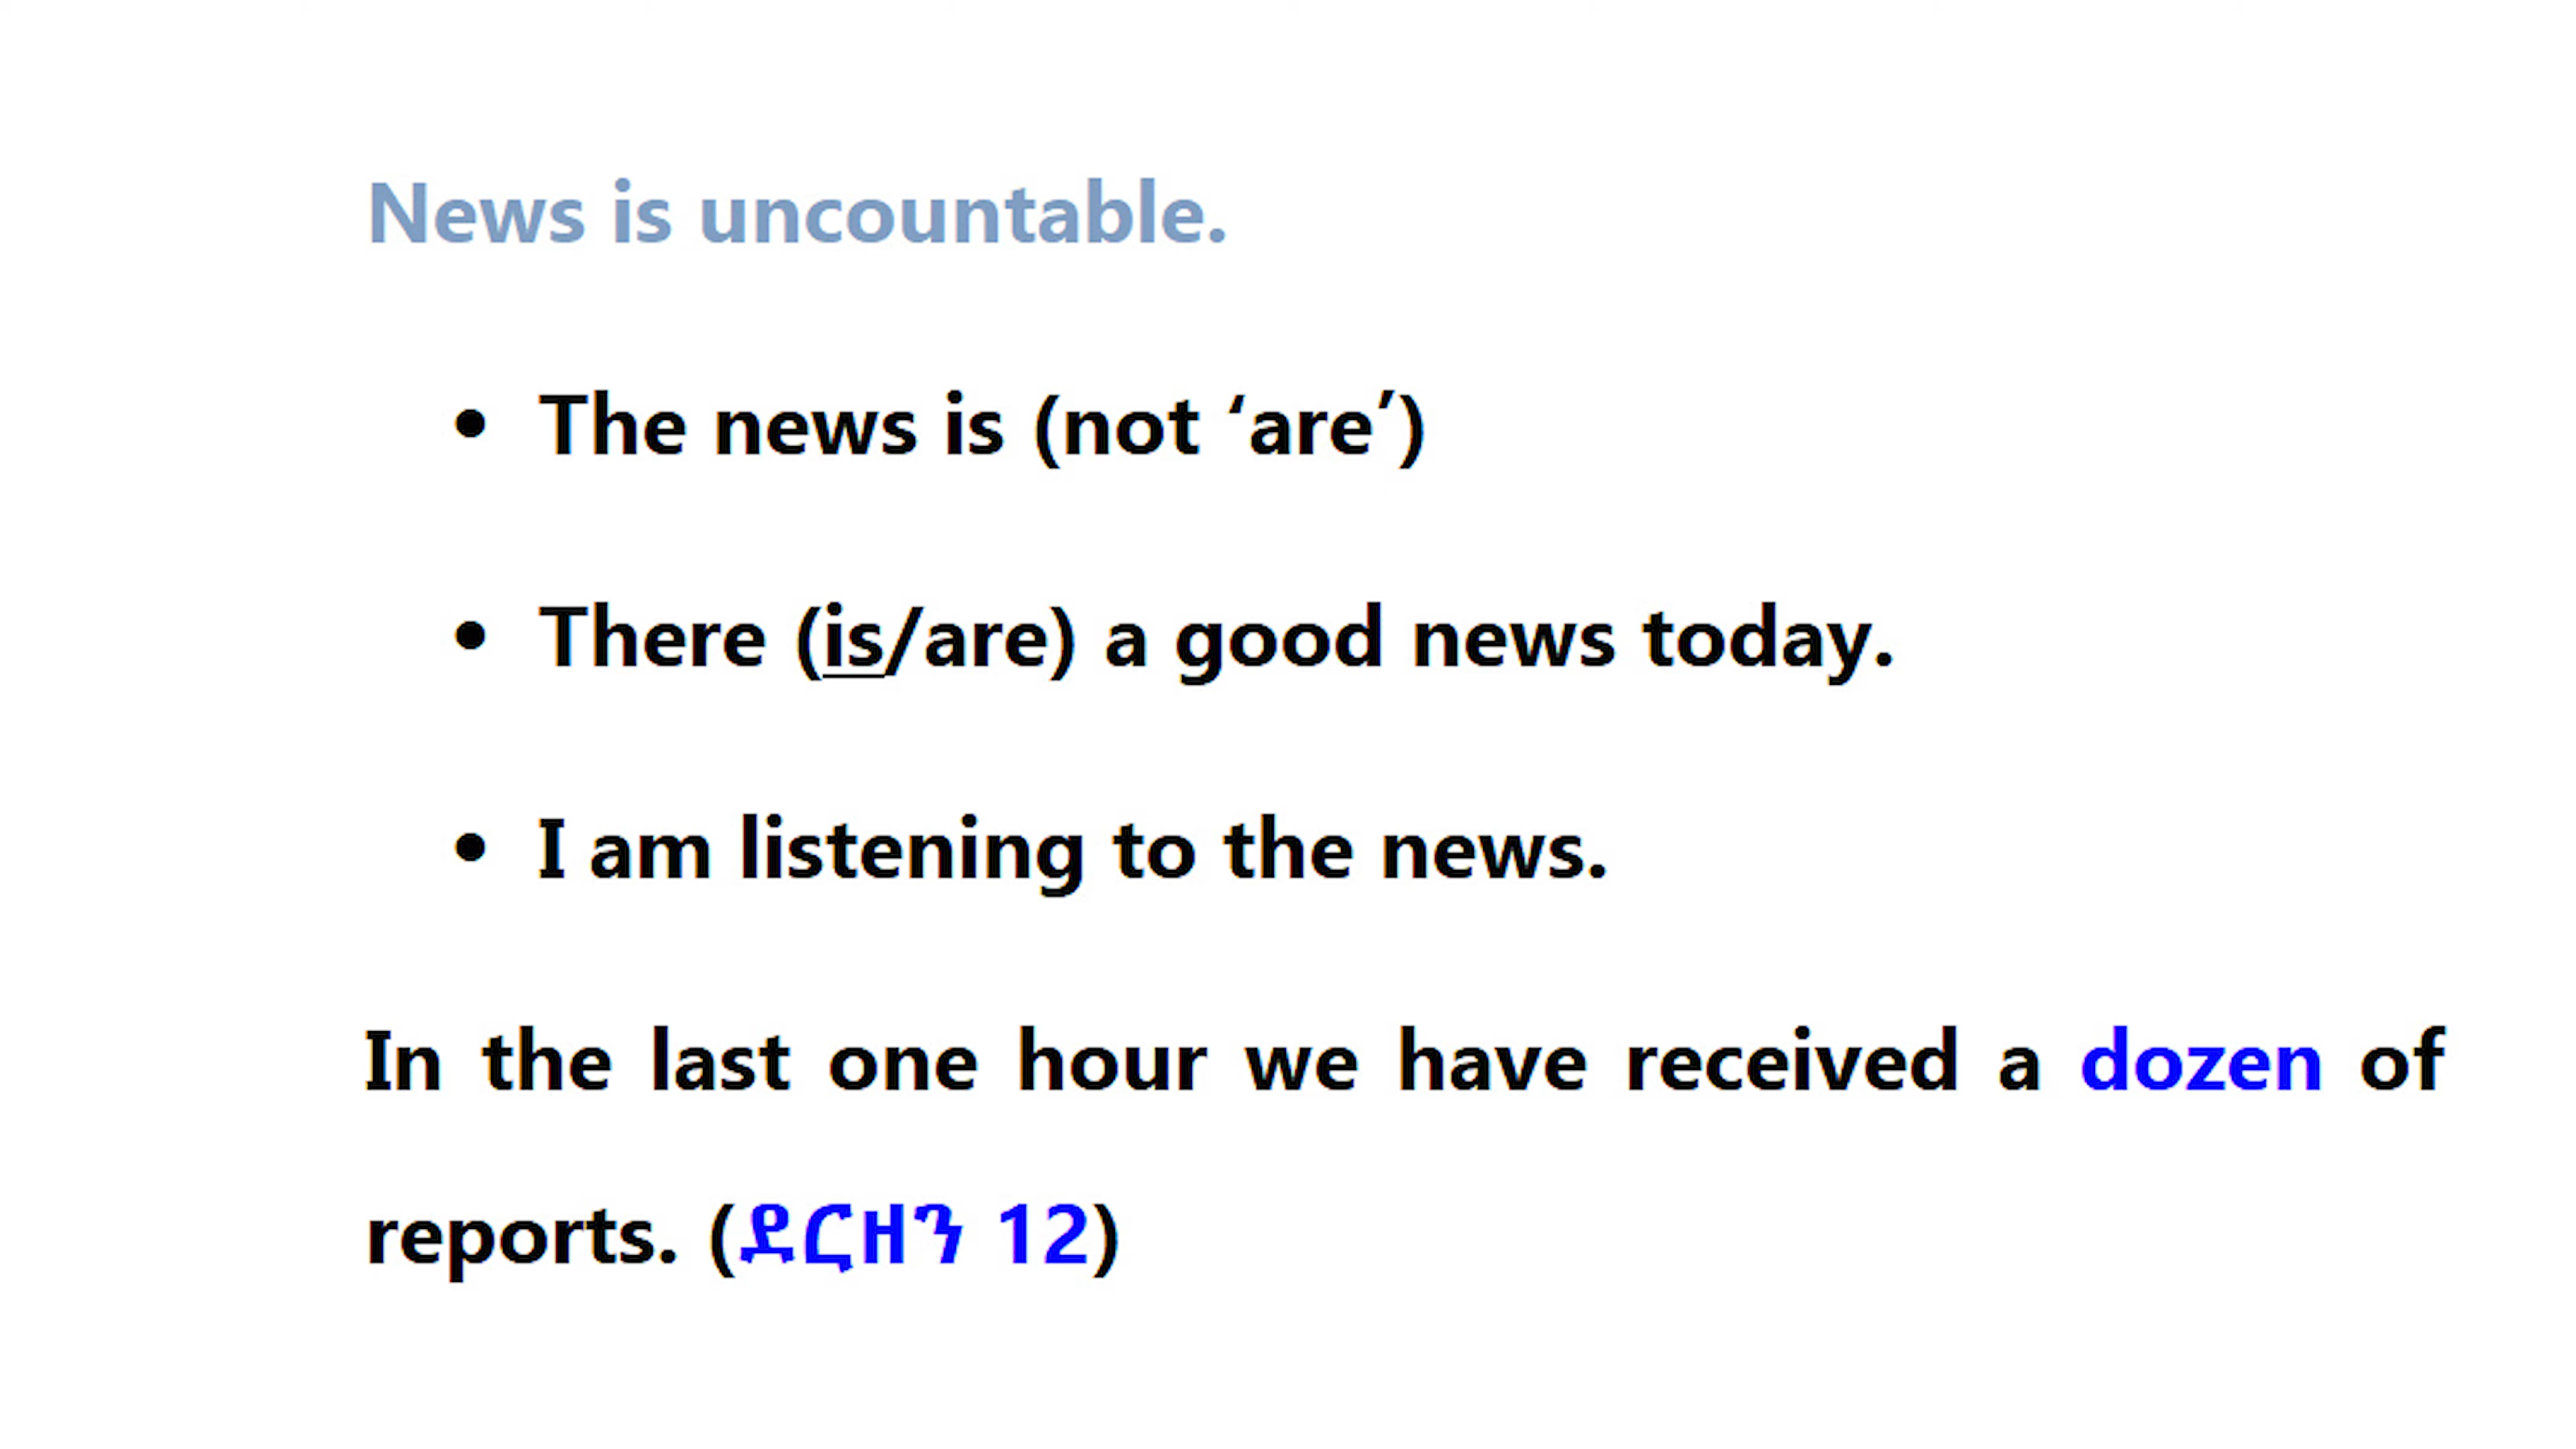 News is uncountable.
• The news is (not ‘are’)
• There (is/are) a good news today.
• I am listening to the news.
In the last one hour we have received a dozen of
reports. (ደርዘን 12)